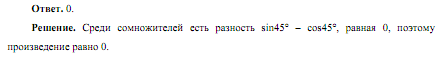 Ответ. 0.
Решение. Среди сомножителей есть разность sin45° – cos45°, равная 0, поэтому
произведение равно 0.